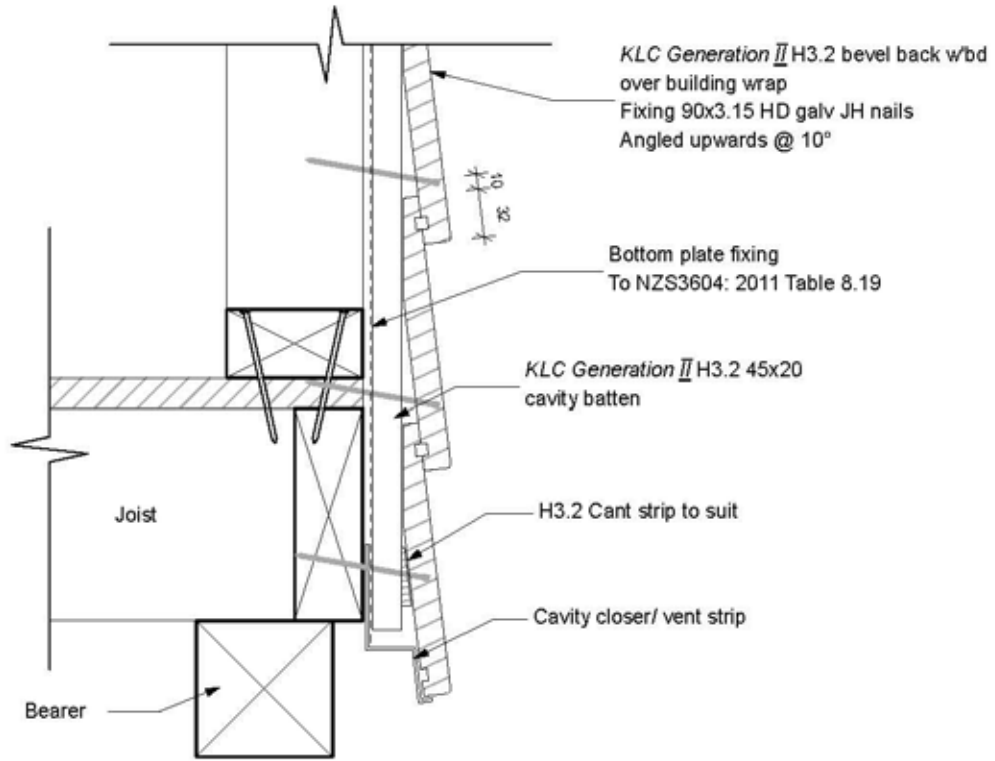 KLC Generation II H3.2 bevel back w'bd
over building wrap
Fixing 90x3.15 HD galv JH nails
Angled upwards @ 10°
10
32
Bottom plate fixing
To NZS3604: 2011 Table 8.19
KLC Generation II H3.2 45x20
cavity batten
H3.2 Cant strip to suit
Joist
Cavity closer/ vent strip
Bearer